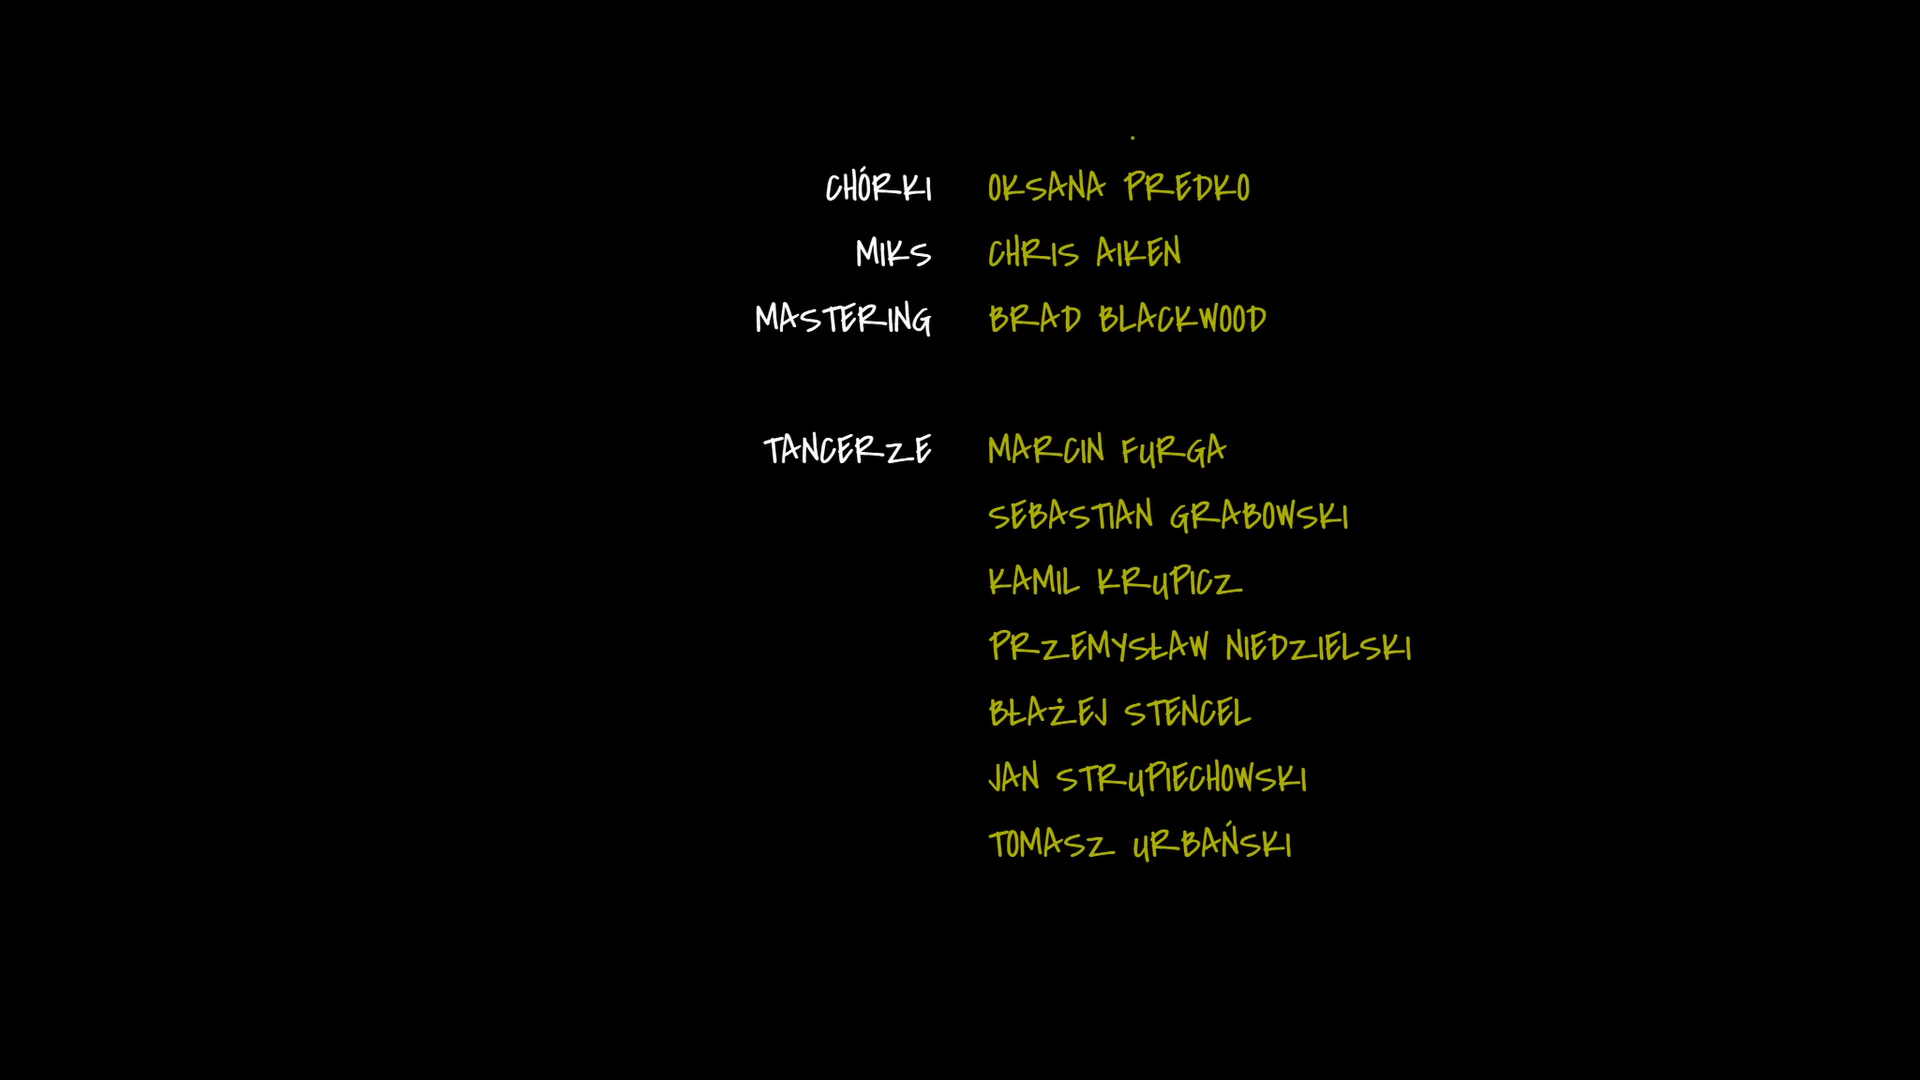 CHÓRKI OKSANA PREDKO
MIKS CHRIS AIKEN
MASTERING BRAD BLACKWOOD
TANCERZE MARCIN FURGA
SEBASTIAN GRABOWSKI
KAMIL KRUPICZ
PRZEMYSŁAW NIEDZIELSKI
BŁAŻEJ STENCEL
JAN STRUPIECHOWSKI
TOMASZ URBAŃSKI